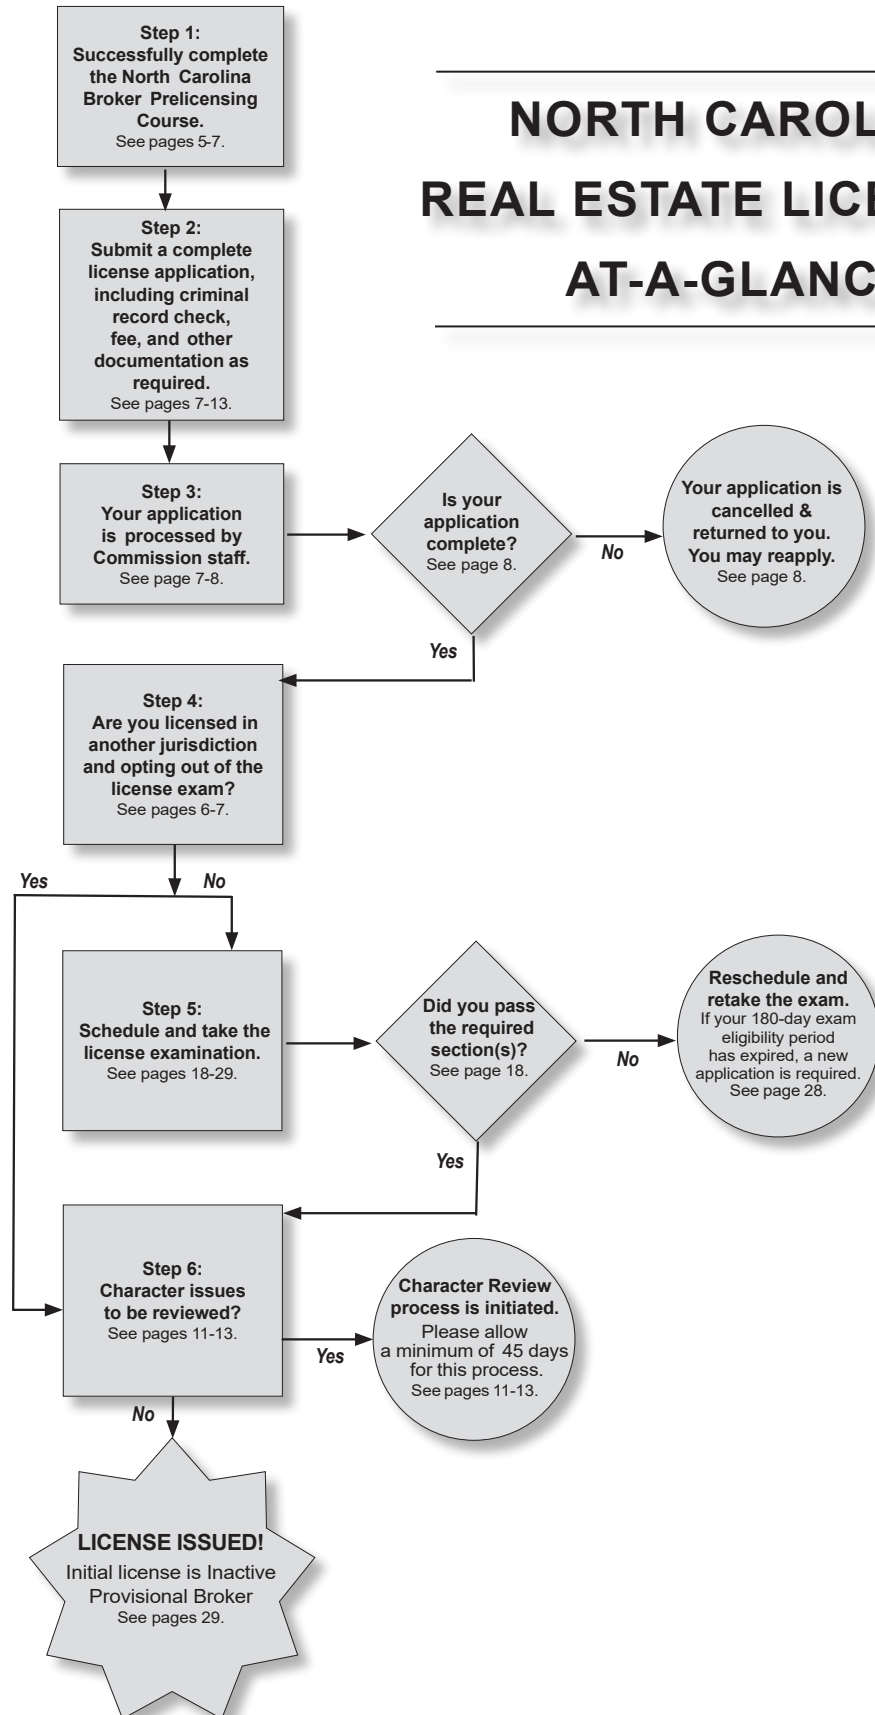 Step 1:
Successfully complete
the North Carolina
Broker Prelicensing
Course.
See pages 5-7.
NORTH CAROL
REAL ESTATE LICE
AT-A-GLANC
Step 2:
Submit a complete
license application,
including criminal
record check,
fee, and other
documentation as
required.
See pages 7-13.
Step 3:
Your application
is processed by
Commission staff.
See page 7-8.
Is your
application
complete?
See page 8.
No
Your application is
cancelled &
returned to you.
You may reapply.
See page 8.
Yes
Step 4:
Are you licensed in
another jurisdiction
and opting out of the
license exam?
See pages 6-7.
Yes
No
Step 5:
Schedule and take the
license examination.
See pages 18-29.
Did you pass
the required
section(s)?
See page 18.
No
Reschedule and
retake the exam.
If your 180-day exam
eligibility period
has expired, a new
application is required.
See page 28.
Yes
Step 6:
Character issues
to be reviewed?
See pages 11-13.
Yes
Character Review
process is initiated.
Please allow
a minimum of 45 days
for this process.
See pages 11-13.
No
LICENSE ISSUED!
Initial license is Inactive
Provisional Broker
See pages 29.